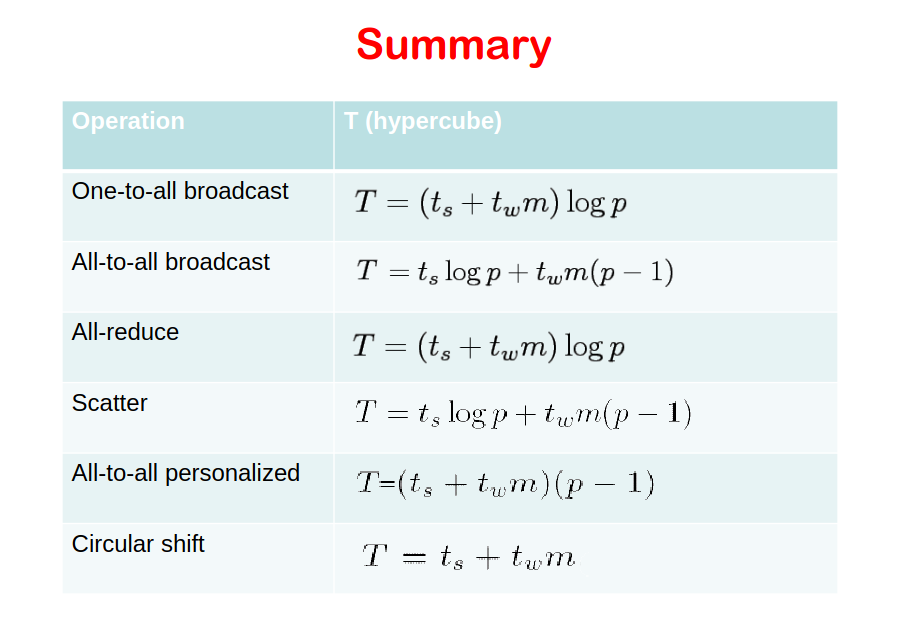 Summary
Operation T (hypercube)
One-to-all broadcast T = (t_s + t_w m) log p
All-to-all broadcast T = t_s log p + t_w m(p − 1)
All-reduce T = (t_s + t_w m) log p
Scatter T = t_s log p + t_w m(p − 1)
All-to-all personalized T=(t_s + t_w m)(p − 1)
Circular shift T = t_s + t_w m